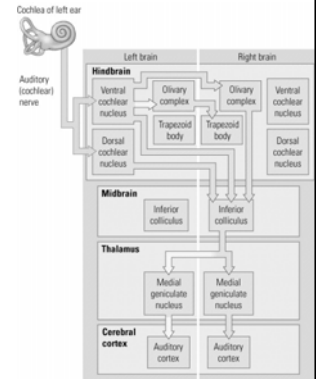 Cochlea of left ear
Auditory
(cochlear)
nerve
Left brain
Right brain
Hindbrain
Ventral
cochlear
nucleus
Olivary
complex
Olivary
complex
Ventral
cochlear
nucleus
Trapezoid
body
Trapezoid
body
Dorsal
cochlear
nucleus
Dorsal
cochlear
nucleus
Midbrain
Inferior
colliculus
Inferior
colliculus
Thalamus
Medial
geniculate
nucleus
Medial
geniculate
nucleus
Cerebral
cortex
Auditory
cortex
Auditory
cortex